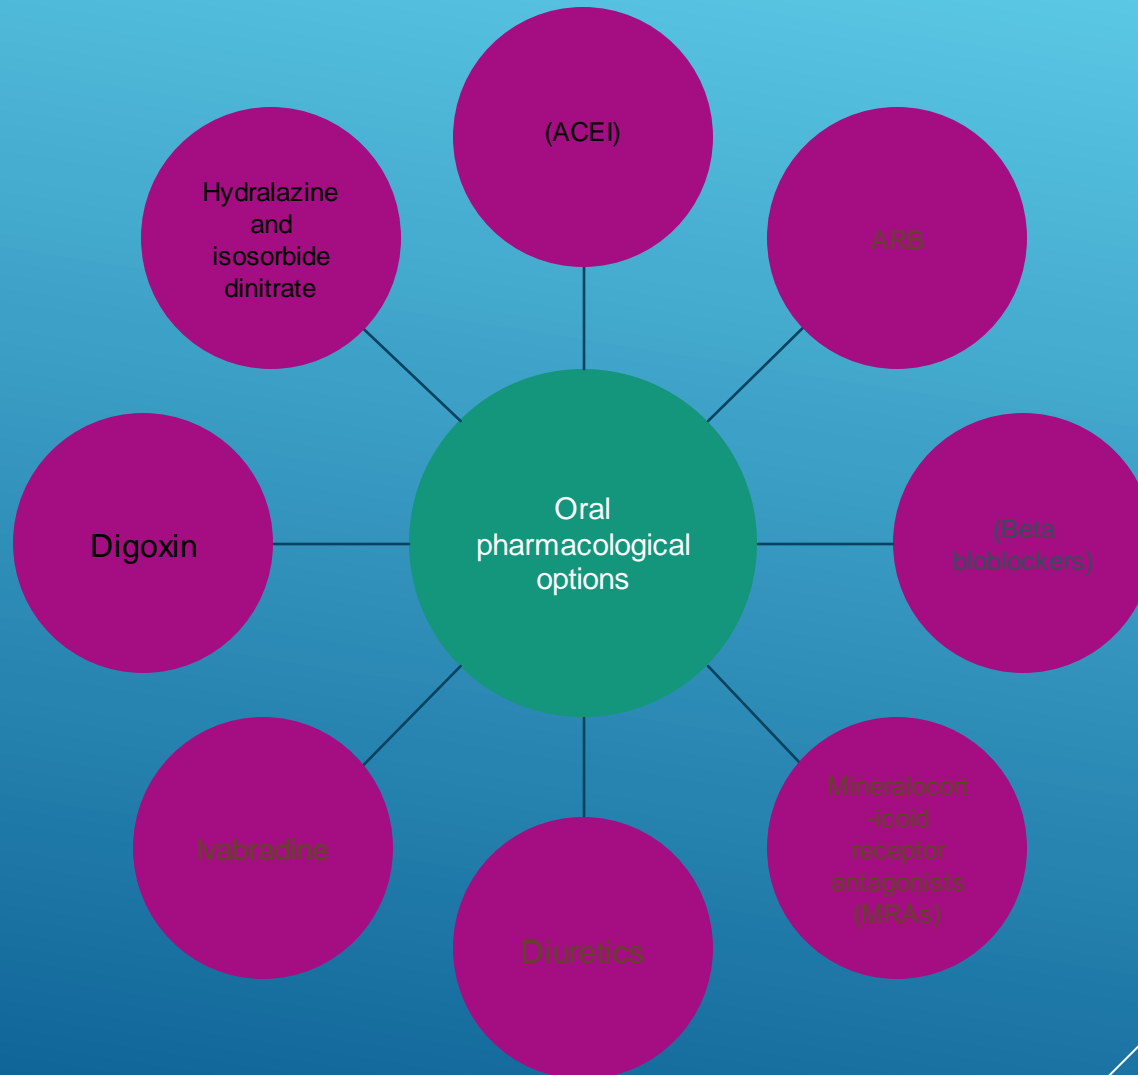 (ACEI)
ARB
(Beta
bloblockers)
Mineralocort
-icoid
receptor
antagonists
(MRAs)
Diuretics
Ivabradine
Digoxin
Hydralazine
and
isosorbide
dinitrate
Oral
pharmacological
options